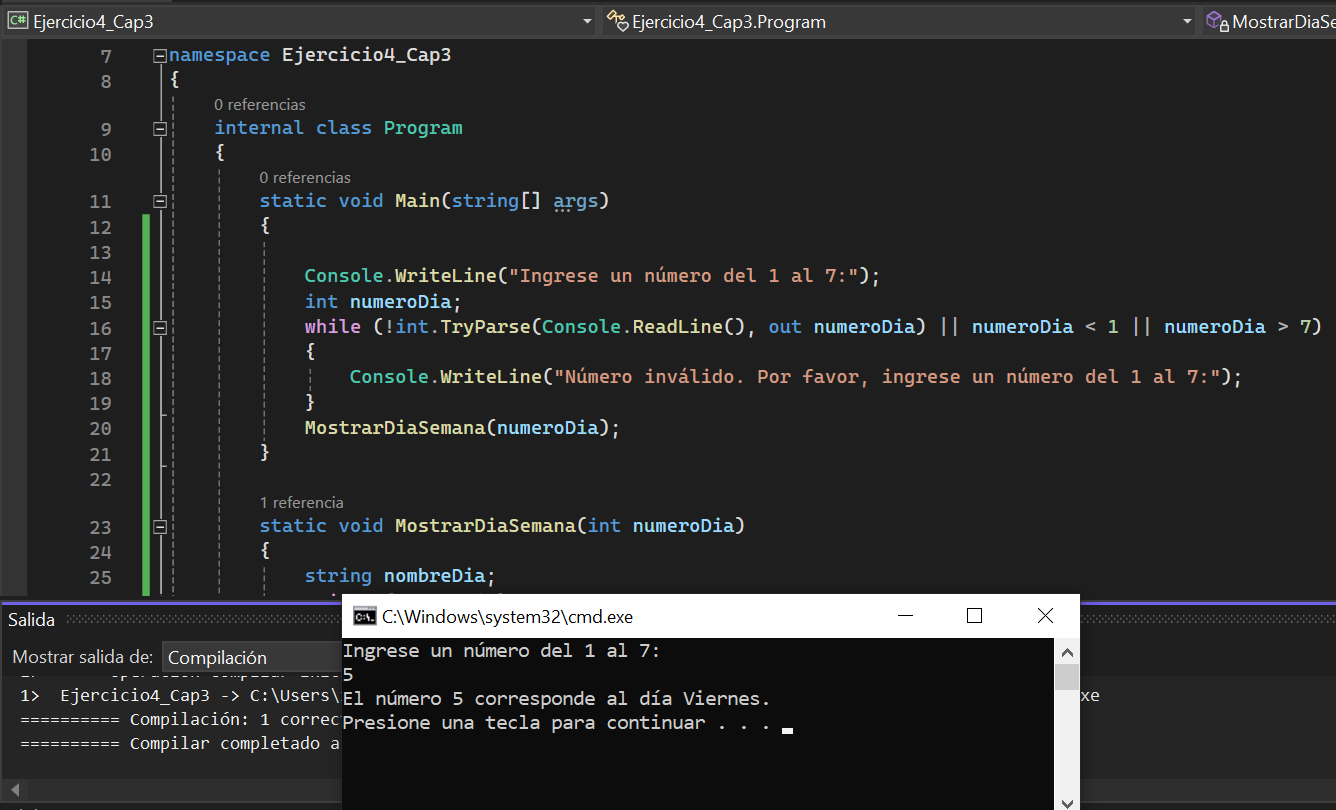 C# Ejercicio4_Cap3 Ejercicio4_Cap3.Program MostrarDiaSe
7 namespace Ejercicio4_Cap3
8 {
0 referencias
9 internal class Program
10 {
0 referencias
11 static void Main(string[] args)
12 {
13
14 Console.WriteLine("Ingrese un número del 1 al 7:");
15 int numeroDia;
16 while (!int.TryParse(Console.ReadLine(), out numeroDia) || numeroDia < 1 || numeroDia > 7)
17 {
18 Console.WriteLine("Número inválido. Por favor, ingrese un número del 1 al 7:");
19 }
20 MostrarDiaSemana(numeroDia);
21 }
22
1 referencia
23 static void MostrarDiaSemana(int numeroDia)
24 {
25 string nombreDia;
Salida
Mostrar salida de: Compilación
1> Ejercicio4_Cap3 -> C:\Users\ xe
========== Compilación: 1 correc
========== Compilar completado a
C:\Windows\system32\cmd.exe
Ingrese un número del 1 al 7:
5
El número 5 corresponde al día Viernes.
Presione una tecla para continuar . . .